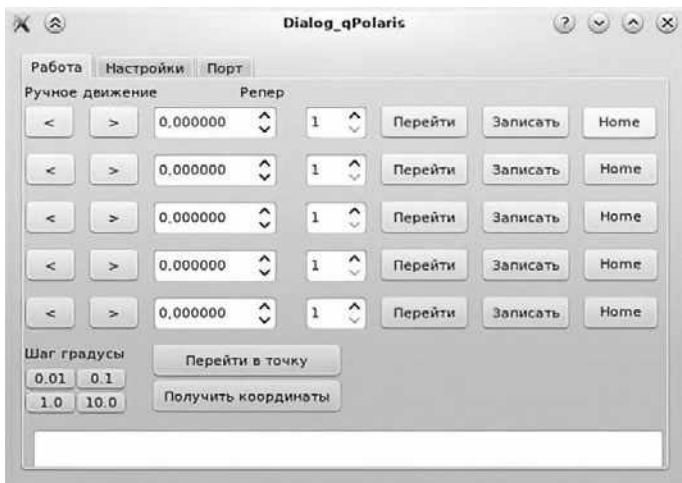 Dialog_qPolaris
Работа Настройки Порт
Ручное движение Репер
< > 0,000000 1 Перейти Записать Home
< > 0,000000 1 Перейти Записать Home
< > 0,000000 1 Перейти Записать Home
< > 0,000000 1 Перейти Записать Home
< > 0,000000 1 Перейти Записать Home
Шаг градусы
Перейти в точку
0.01 0.1
1.0 10.0
Получить координаты